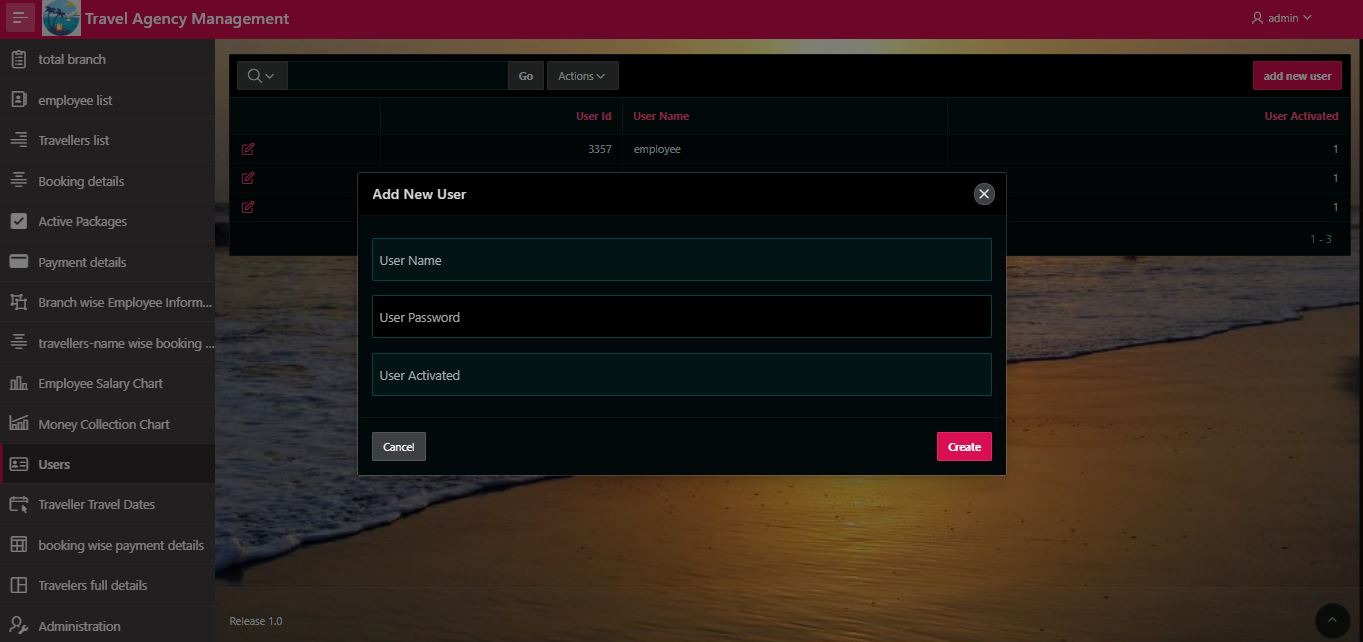 Travel Agency Management
admin
total branch
employee list
Travellers list
Booking details
Active Packages
Payment details
Branch wise Employee Inform...
travellers-name wise booking ...
Employee Salary Chart
Money Collection Chart
Users
Traveller Travel Dates
booking wise payment details
Travelers full details
Administration
Go
Actions
add new user
User Id User Name User Activated
3357 employee 1
1
1
1 - 3
Add New User
User Name
User Password
User Activated
Cancel
Create
Release 1.0